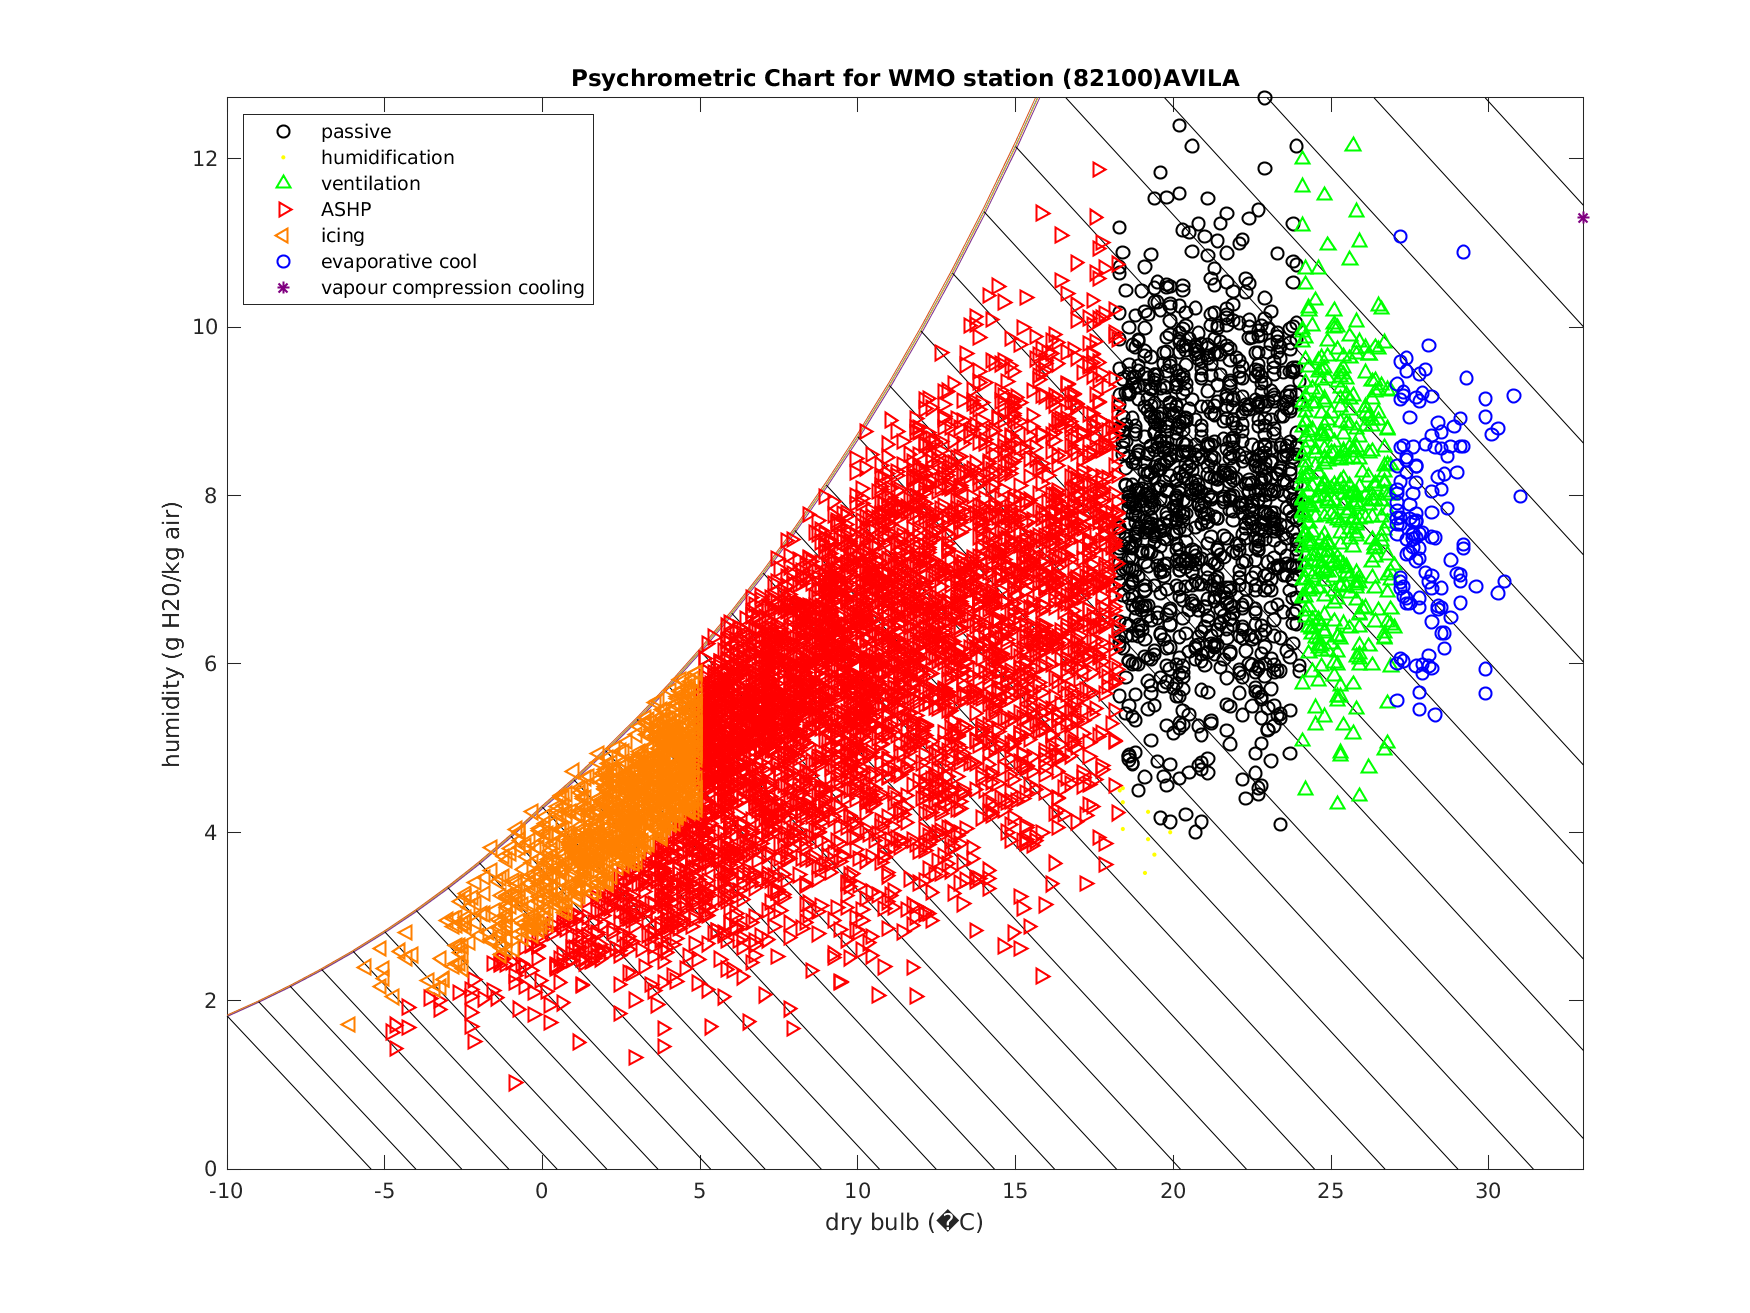 Psychrometric Chart for WMO station (82100)AVILA
passive
humidification
ventilation
ASHP
icing
evaporative cool
vapour compression cooling
humidity (g H20/kg air)
12
10
8
6
4
2
0
-10 -5 0 5 10 15 20 25 30
dry bulb (�C)